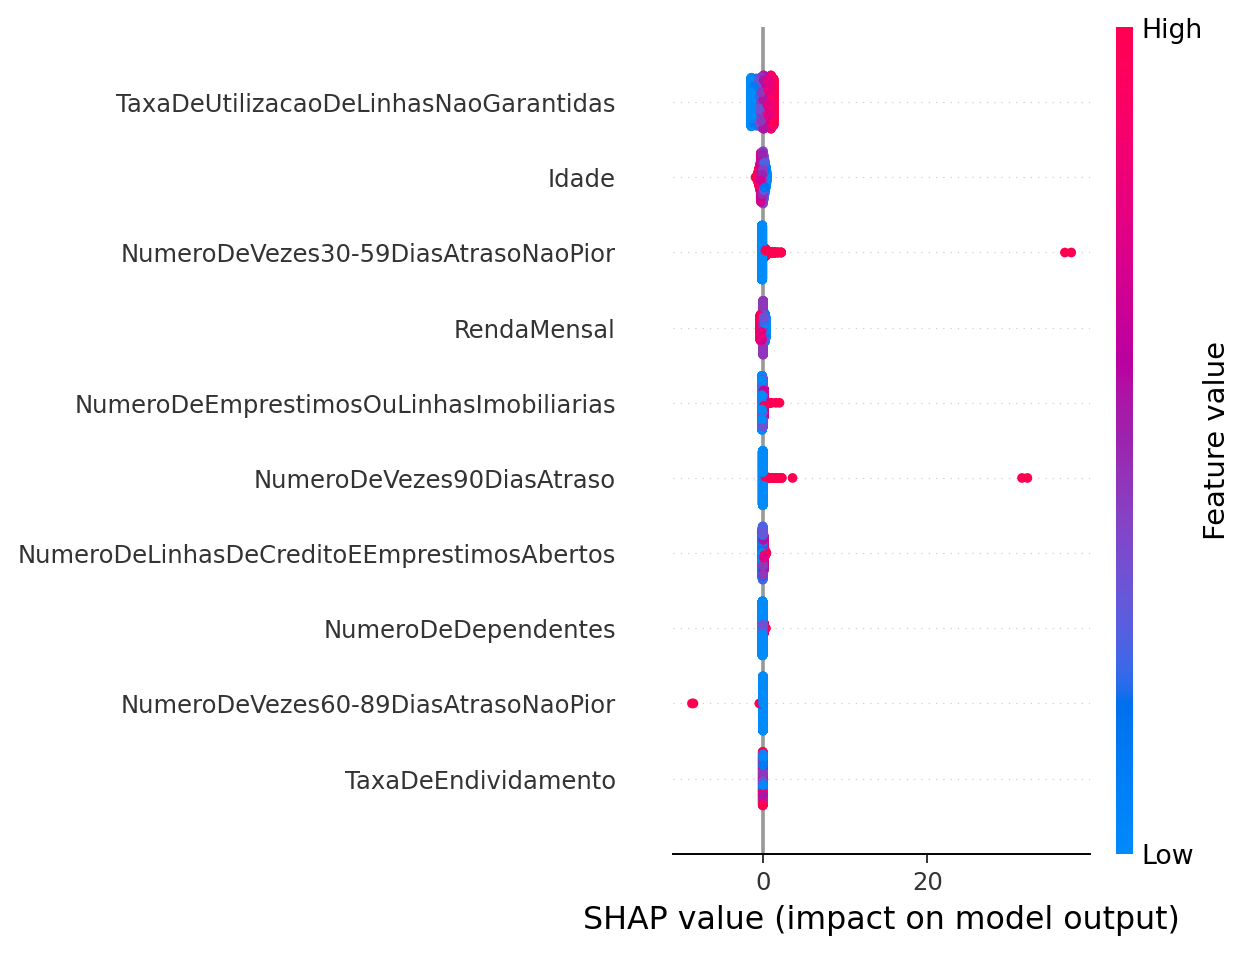 High
TaxaDeUtilizacaoDeLinhasNaoGarantidas
Idade
NumeroDeVezes30-59DiasAtrasoNaoPior
RendaMensal
NumeroDeEmprestimosOuLinhasImobiliarias
NumeroDeVezes90DiasAtraso
NumeroDeLinhasDeCreditoEEmprestimosAbertos
NumeroDeDependentes
NumeroDeVezes60-89DiasAtrasoNaoPior
TaxaDeEndividamento
Feature value
Low
0 20
SHAP value (impact on model output)